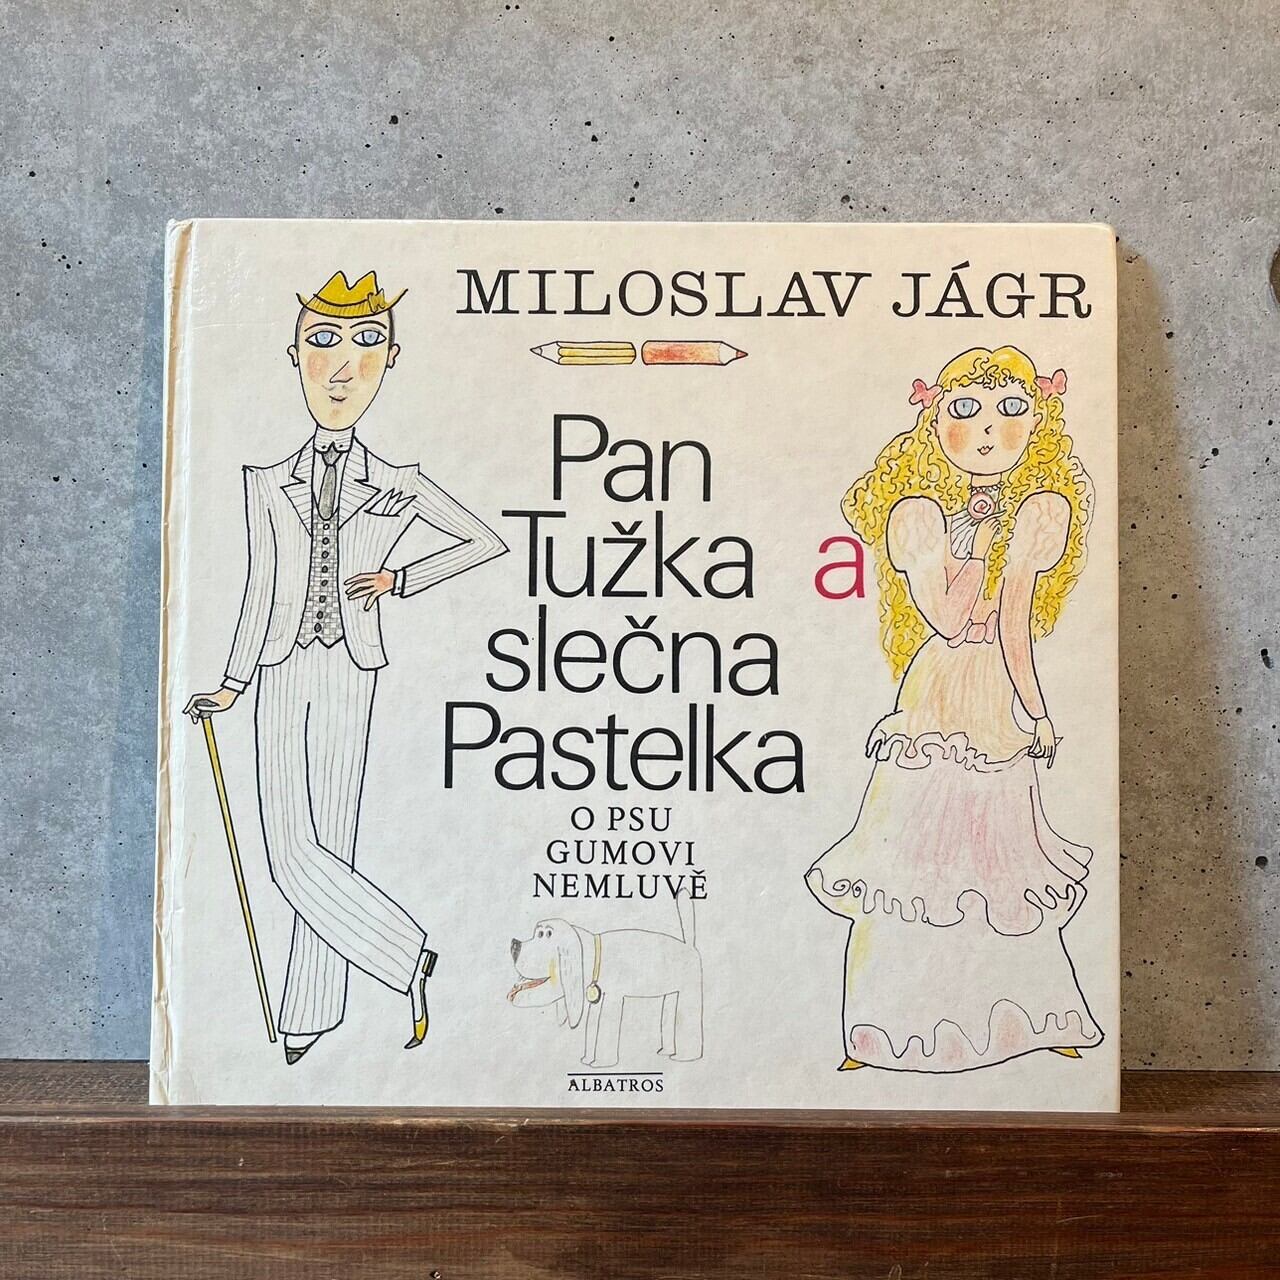 MILOSLAV JÁGR
Pan
Tužka a
slečna
Pastelka
O PSU
GUMOVI
NEMLUVĚ
ALBATROS